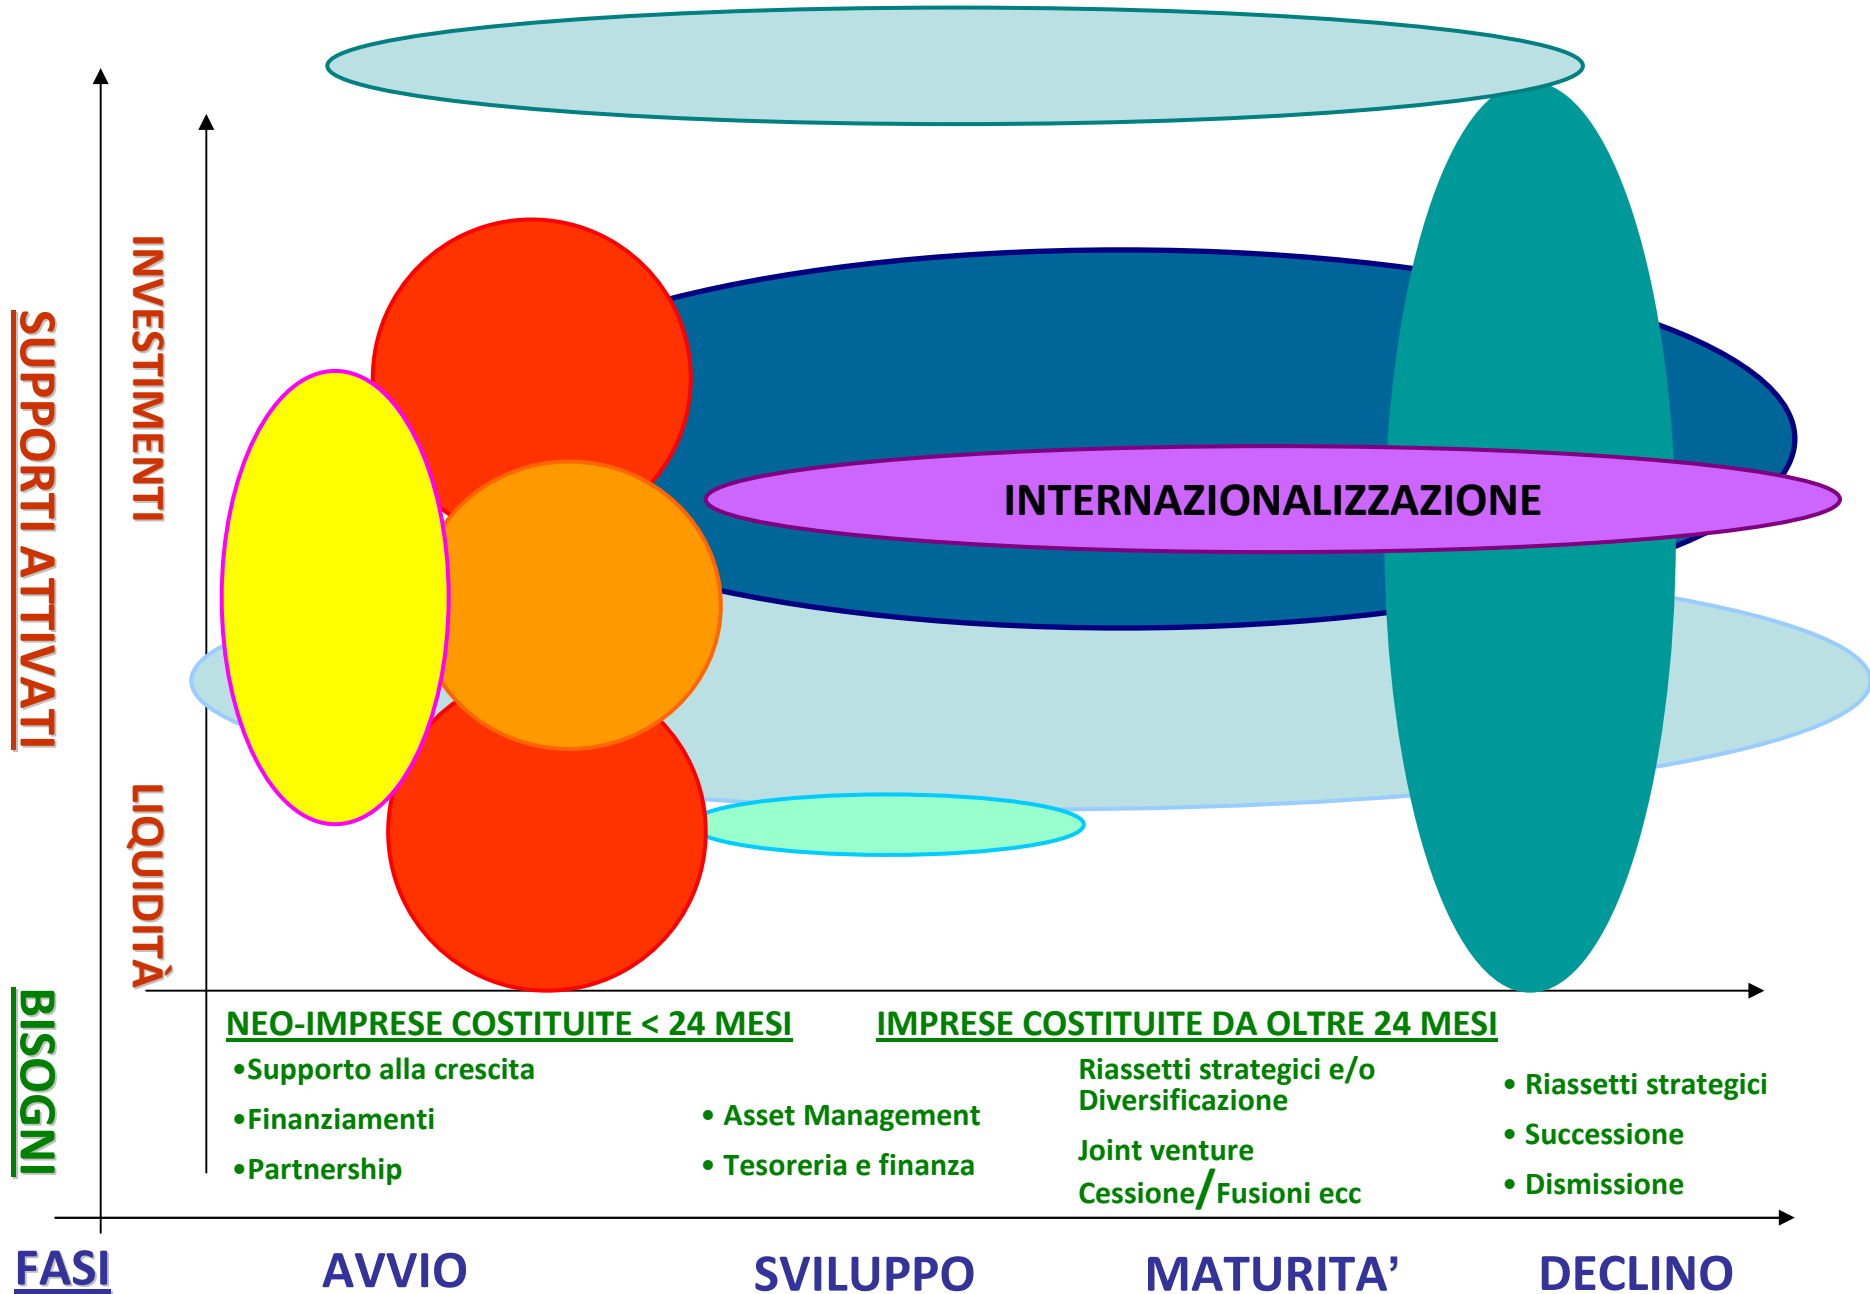 SUPPORTI ATTIVATI
INVESTIMENTI
LIQUIDITÀ
INTERNAZIONALIZZAZIONE
BISOGNI
NEO-IMPRESE COSTITUITE < 24 MESI
•Supporto alla crescita
•Finanziamenti
•Partnership
• Asset Management
• Tesoreria e finanza
IMPRESE COSTITUITE DA OLTRE 24 MESI
Riassetti strategici e/o
Diversificazione
Joint venture
Cessione/Fusioni ecc
• Riassetti strategici
• Successione
• Dismissione
FASI
AVVIO
SVILUPPO
MATURITA’
DECLINO